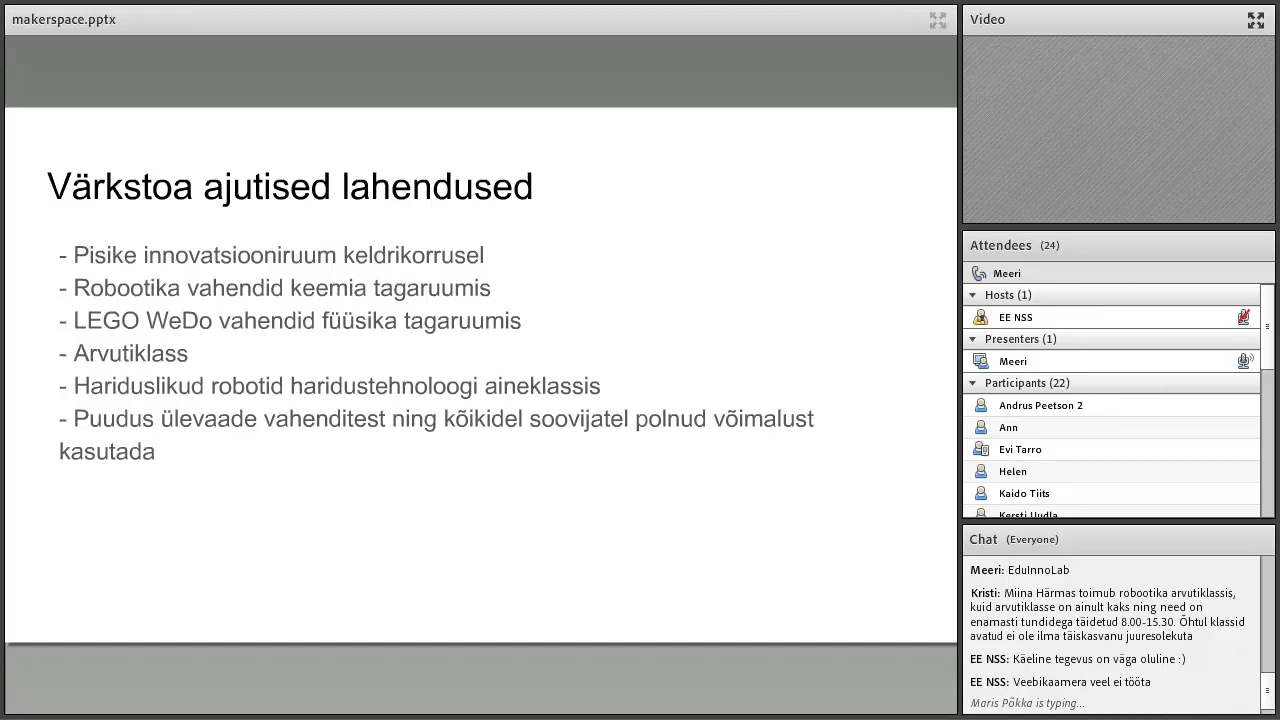 makerspace.pptx
Värkstoa ajutised lahendused
- Pisike innovatsiooniruum keldrikorrusel
- Robootika vahendid keemia tagaruumis
- LEGO WeDo vahendid füüsika tagaruumis
- Arvutiklass
- Hariduslikud robotid haridustehnoloogi aineklassis
- Puudus ülevaade vahenditest ning kõikidel soovijatel polnud võimalust
kasutada
Video
Attendees (24)
Meeri
Hosts (1)
EE NSS
Presenters (1)
Meeri
Participants (22)
Andrus Peetson 2
Ann
Evi Tarro
Helen
Kaido Tiits
Kersti Uudla
Chat (Everyone)
Meeri: EduInnoLab
Kristi: Miina Härmas toimub robootika arvutiklassis,
kuid arvutiklasse on ainult kaks ning need on
enamasti tundidega täidetud 8.00-15.30. Õhtul klassid
avatud ei ole ilma täiskasvanu juuresolekuta
EE NSS: Käeline tegevus on väga oluline :)
EE NSS: Veebikaamera veel ei tööta
Maris Põkka is typing...